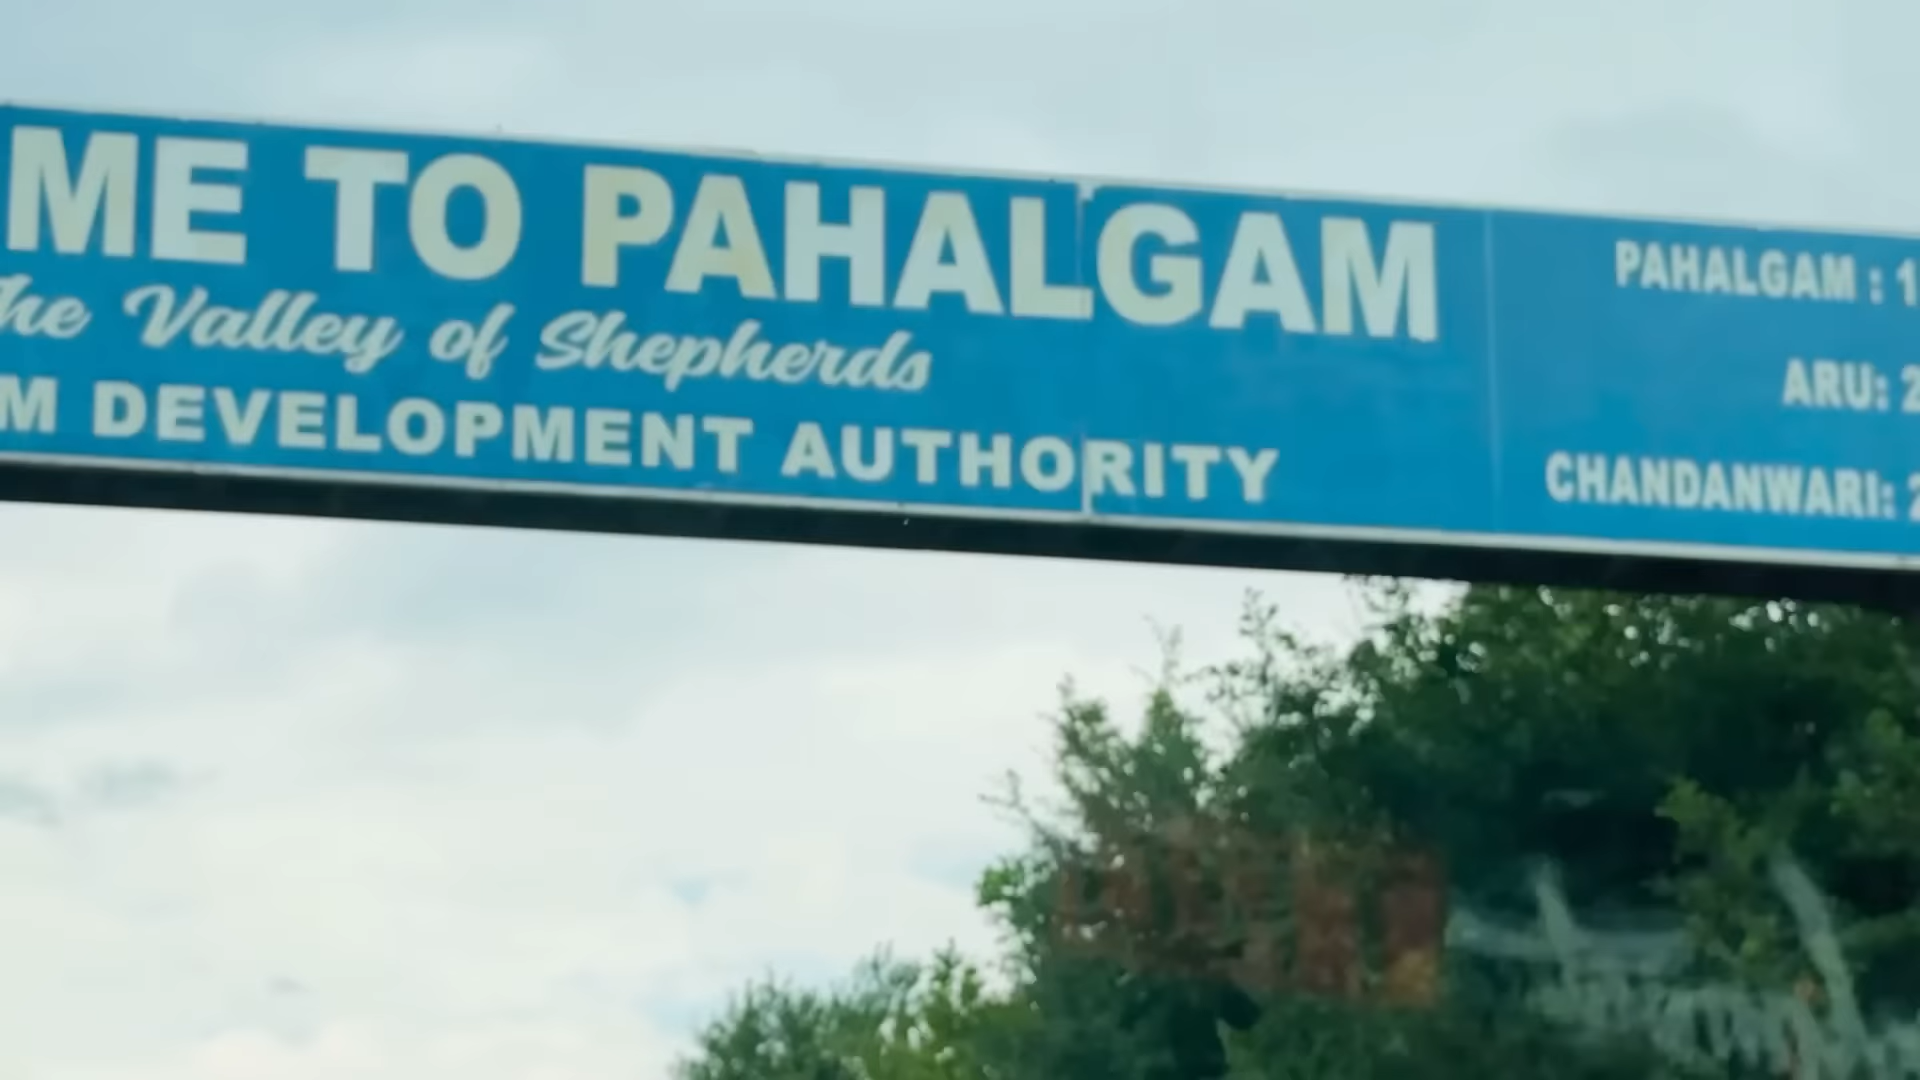 ME TO PAHALGAM
he Valley of Shepherds
M DEVELOPMENT AUTHORITY
PAHALGAM : 1
ARU: 2
CHANDANWARI: 2